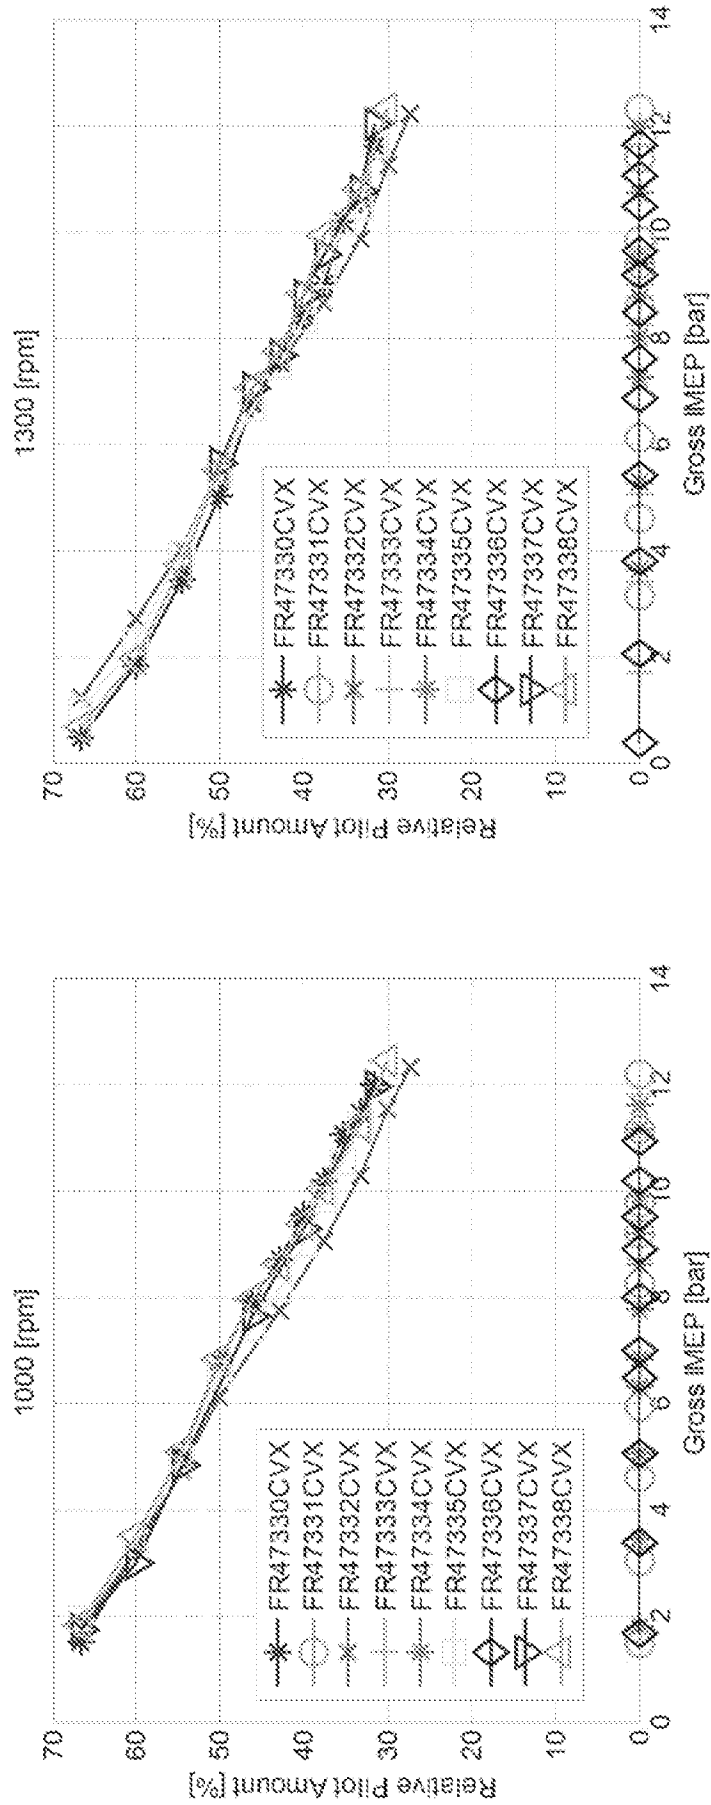 1000 [rpm]
Relative Pilot Amount [%]
70
60
50
40
30
20
10
0
FR47330CVX
FR47331CVX
FR47332CVX
FR47333CVX
FR47334CVX
FR47335CVX
FR47336CVX
FR47337CVX
FR47338CVX
0 2 4 6 8 10 12 14
Gross IMEP [bar]
1300 [rpm]
Relative Pilot Amount [%]
70
60
50
40
30
20
10
0
FR47330CVX
FR47331CVX
FR47332CVX
FR47333CVX
FR47334CVX
FR47335CVX
FR47336CVX
FR47337CVX
FR47338CVX
0 2 4 6 8 10 12 14
Gross IMEP [bar]